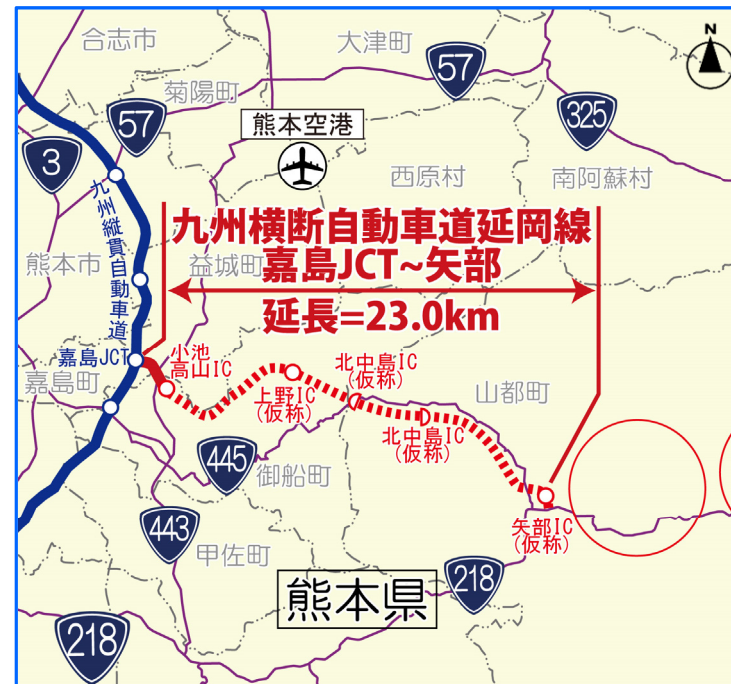 合志市
大津町
N
57
菊陽町
57
325
熊本空港
3
西原村
南阿蘇村
九州縦貫自動車道
九州横断自動車道延岡線
熊本市
益城町
嘉島JCT~矢部
延長=23.0km
嘉島JCT
小池
高山IC
嘉島町
上野IC
(仮称)
北中島IC
(仮称)
山都町
北中島IC
(仮称)
445
御船町
矢部IC
(仮称)
443
甲佐町
218
熊本県
218